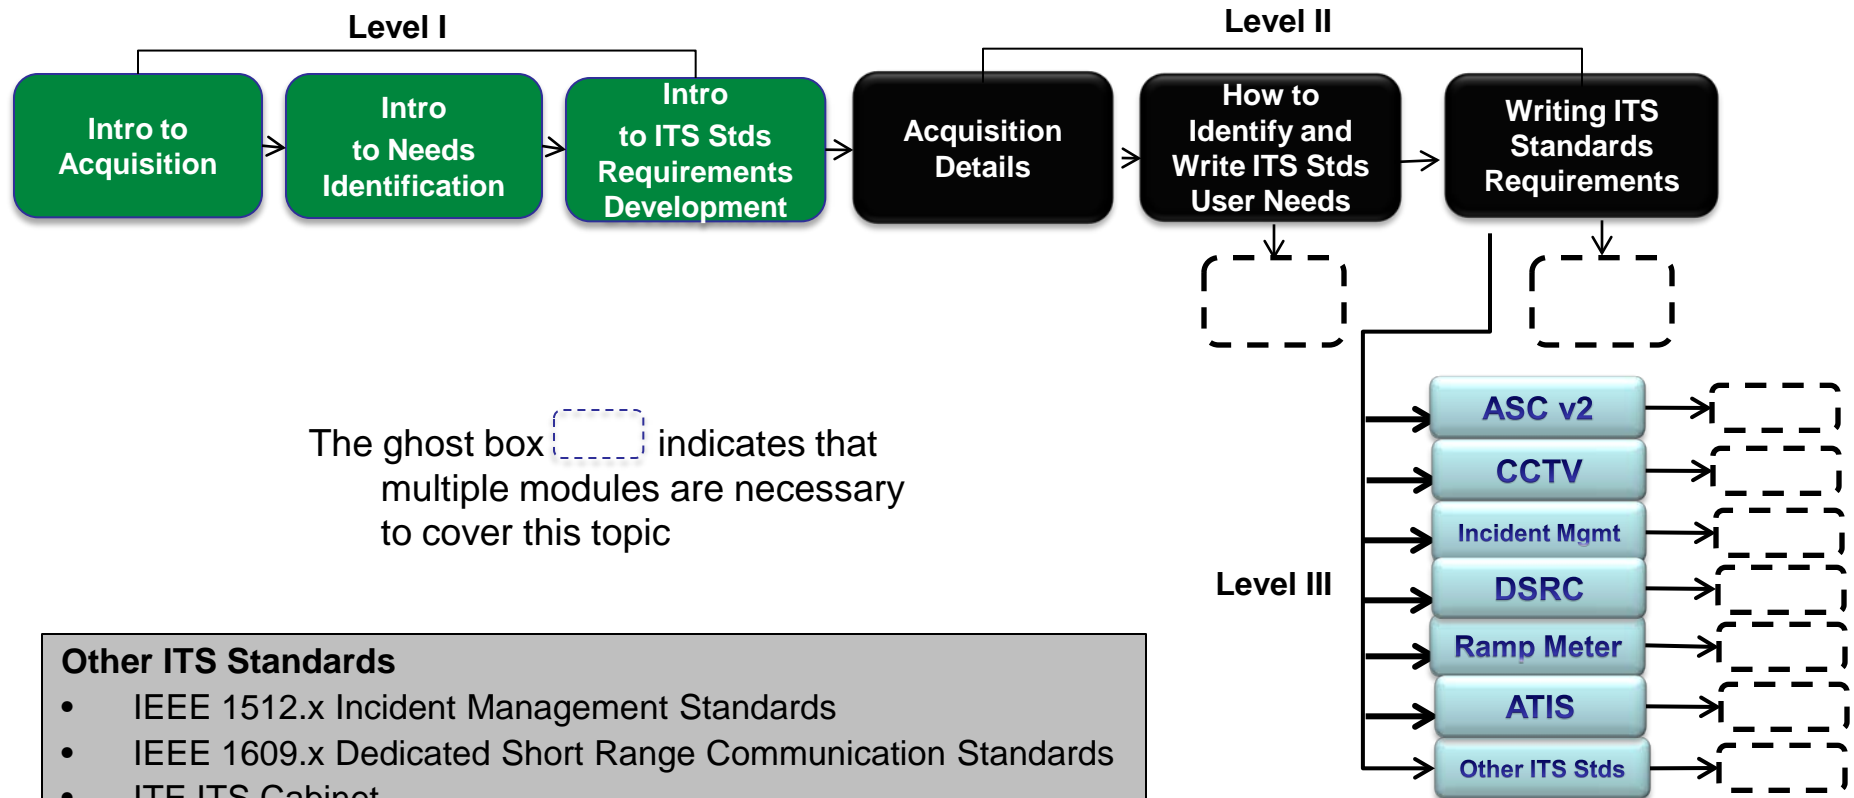 Level I
Level II
Intro to
Acquisition
Intro
to Needs
Identification
Intro
to ITS Stds
Requirements
Development
Acquisition
Details
How to
Identify and
Write ITS Stds
User Needs
Writing ITS
Standards
Requirements
The ghost box indicates that
multiple modules are necessary
to cover this topic
Level III
ASC v2
CCTV
Incident Mgmt
DSRC
Ramp Meter
ATIS
Other ITS Stds
Other ITS Standards
• IEEE 1512.x Incident Management Standards
• IEEE 1609.x Dedicated Short Range Communication Standards
• ITE ITS Cabinet